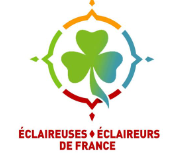 ÉCLAIREUSES ♦ ÉCLAIREURS
DE FRANCE